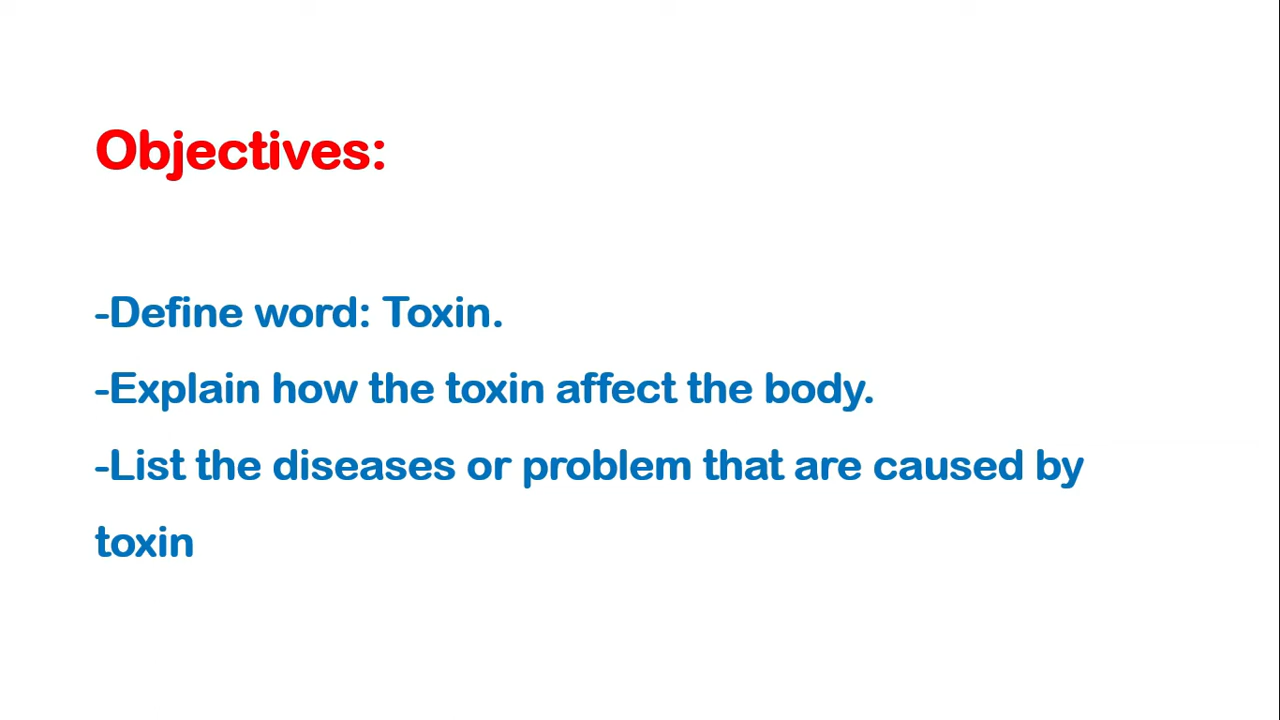 Objectives:
-Define word: Toxin.
-Explain how the toxin affect the body.
-List the diseases or problem that are caused by
toxin